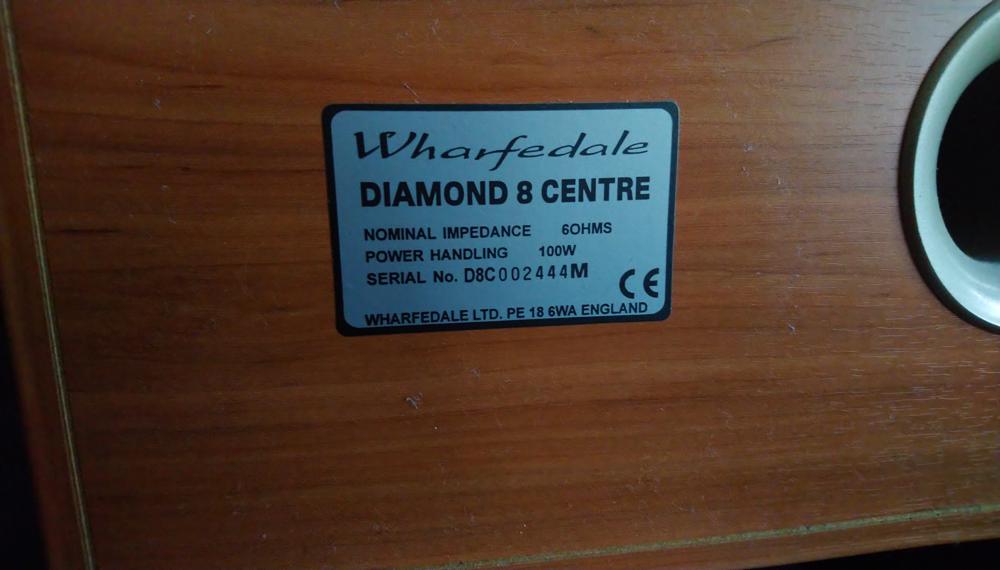 Wharfedale
DIAMOND 8 CENTRE
NOMINAL IMPEDANCE 6OHMS
POWER HANDLING 100W
SERIAL No. D8C002444M
CE
WHARFEDALE LTD. PE 18 6WA ENGLAND